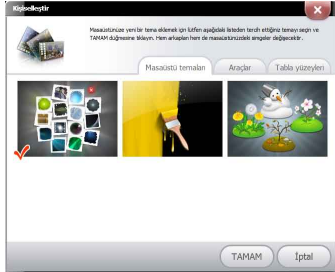 Kişiselleştir
Masaüstünüze yeni bir tema eklemek için lütfen aşağıdaki listeden tercih ettiğiniz temayı seçin ve
TAMAM düğmesine tıklayın. Hem arkaplan hem de masaüstünüzdeki simgeler değişecektir.
Masaüstü temaları
Araçlar
Tabla yüzeyleri
TAMAM
İptal